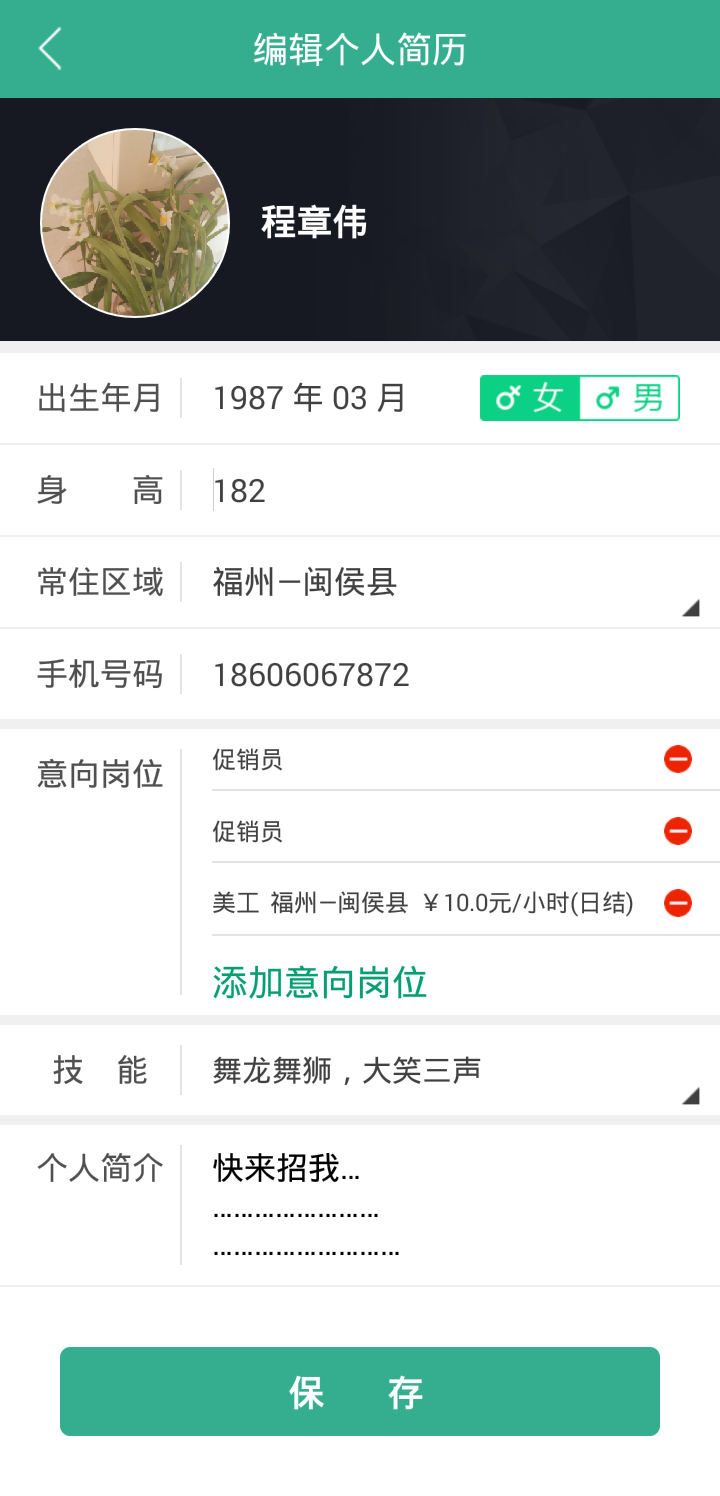 编辑个人简历
程章伟
出生年月 1987 年 03 月 女 男
身 高 182
常住区域 福州—闽侯县
手机号码 18606067872
意向岗位 促销员
促销员
美工 福州—闽侯县 ￥10.0元/小时(日结)
添加意向岗位
技 能 舞龙舞狮，大笑三声
个人简介 快来招我…
……………………
………………………
保 存